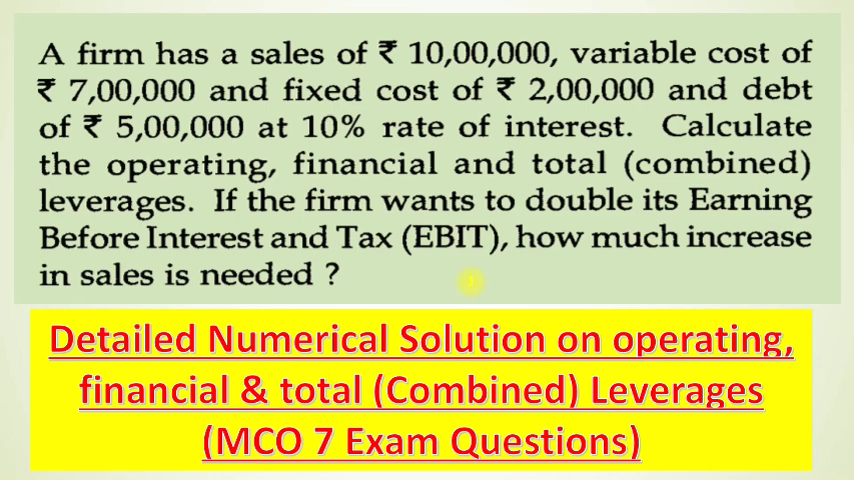 A firm has a sales of ₹ 10,00,000, variable cost of
₹ 7,00,000 and fixed cost of ₹ 2,00,000 and debt
of ₹ 5,00,000 at 10% rate of interest. Calculate
the operating, financial and total (combined)
leverages. If the firm wants to double its Earning
Before Interest and Tax (EBIT), how much increase
in sales is needed ?
Detailed Numerical Solution on operating,
financial & total (Combined) Leverages
(MCO 7 Exam Questions)